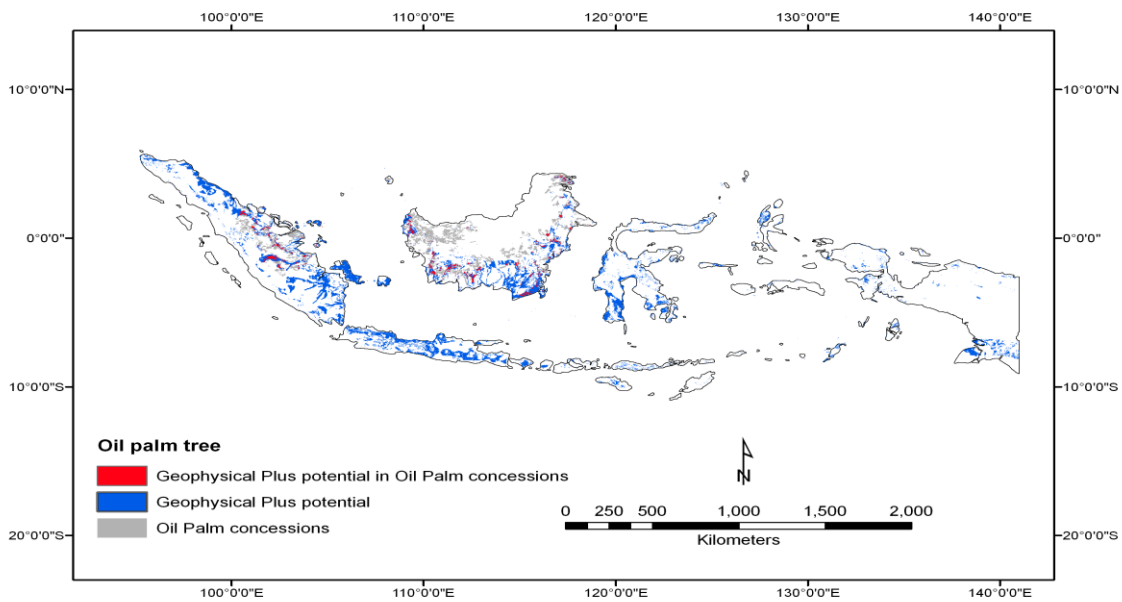 100°0'0"E 110°0'0"E 120°0'0"E 130°0'0"E 140°0'0"E
10°0'0"N 10°0'0"N
0°0'0" 0°0'0"
10°0'0"S 10°0'0"S
Oil palm tree
Geophysical Plus potential in Oil Palm concessions
Geophysical Plus potential
Oil Palm concessions
N
0 250 500 1,000 1,500 2,000
Kilometers
20°0'0"S 20°0'0"S
100°0'0"E 110°0'0"E 120°0'0"E 130°0'0"E 140°0'0"E